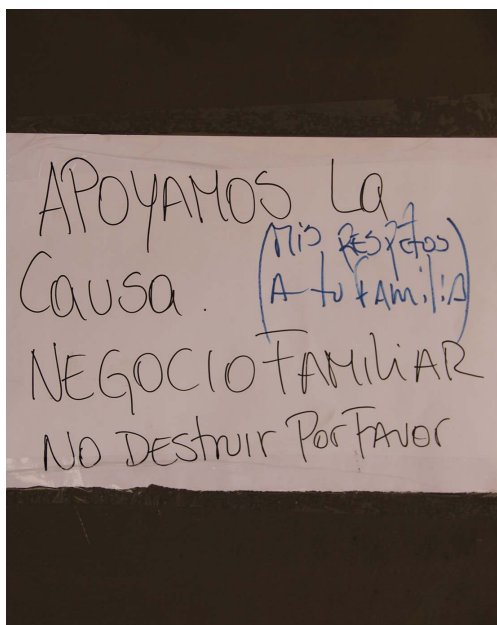 APOYAMOS La
Causa.
(Mis RESPETOS
A tu FAMiliA)
NEGOCIO FAMILiAR
NO DEStruir Por FAVOr